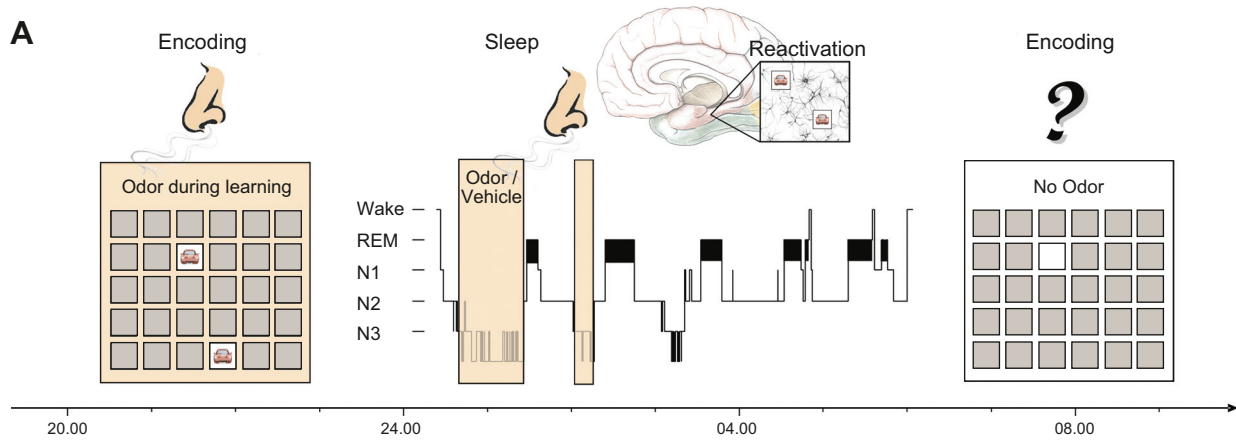 A
Encoding
Sleep
Reactivation
Encoding
Odor during learning
Odor /
Vehicle
?
No Odor
Wake
REM
N1
N2
N3
20.00
24.00
04.00
08.00